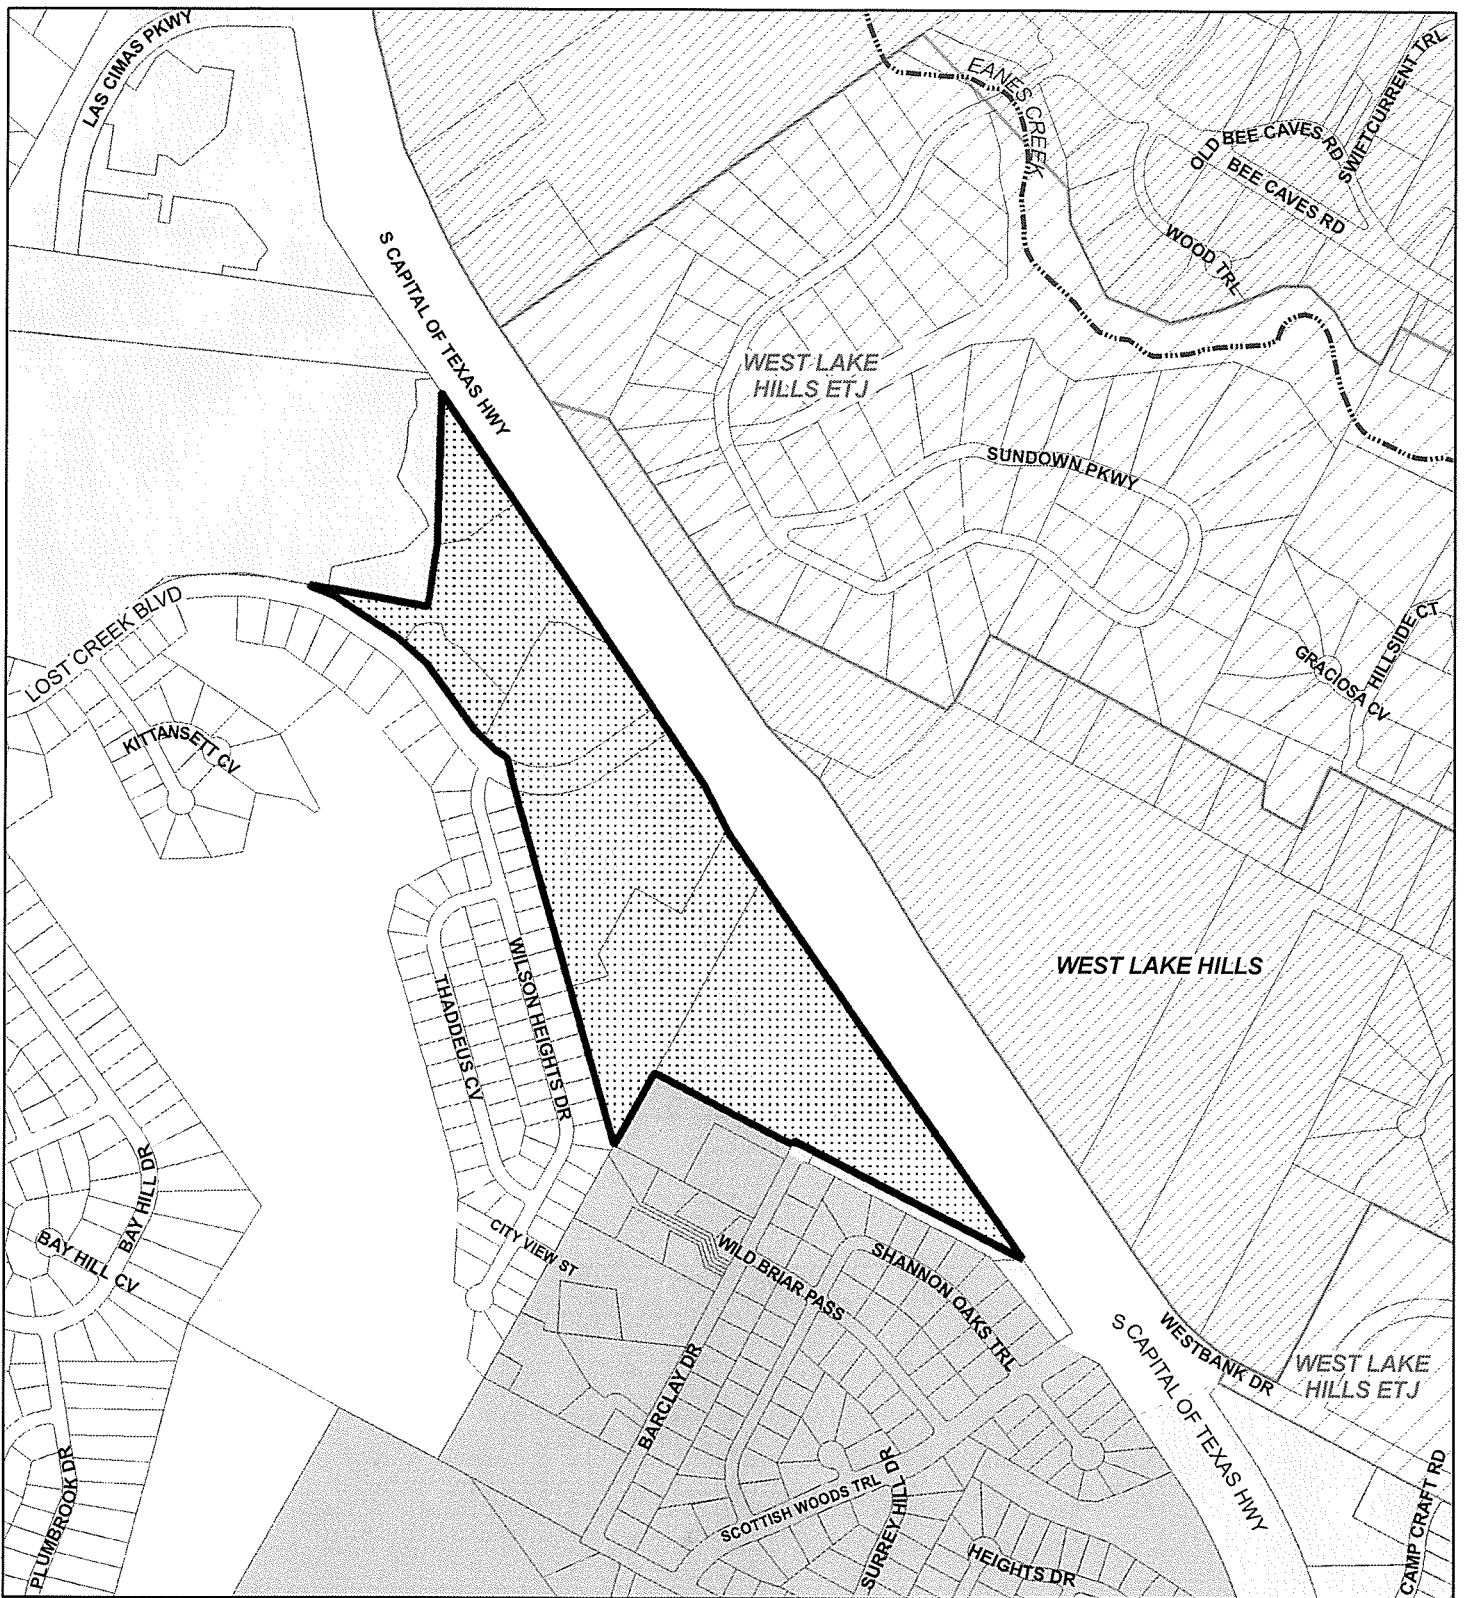 LAS CIMAS PKWY
EANES CREEK
SWIFTCURRENT TRL
OLD BEE CAVES RD
BEE CAVES RD
WOOD TRL
S CAPITAL OF TEXAS HWY
WEST LAKE
HILLS ETJ
SUNDOWN PKWY
LOST CREEK BLVD
HILLSIDE CT
GRACIOSA CV
KITTANSETT CV
WEST LAKE HILLS
WILSON HEIGHTS DR
THADDEUS CV
BAY HILL DR
BAY HILL CV
CITY VIEW ST
WILD BRIAR PASS
SHANNON OAKS TRL
BARCLAY DR
S CAPITAL OF TEXAS HWY
WESTBANK DR
WEST LAKE
HILLS ETJ
PLUMBROOK DR
SCOTTISH WOODS TRL
SURREY HILL DR
HEIGHTS DR
CAMP CRAFT RD